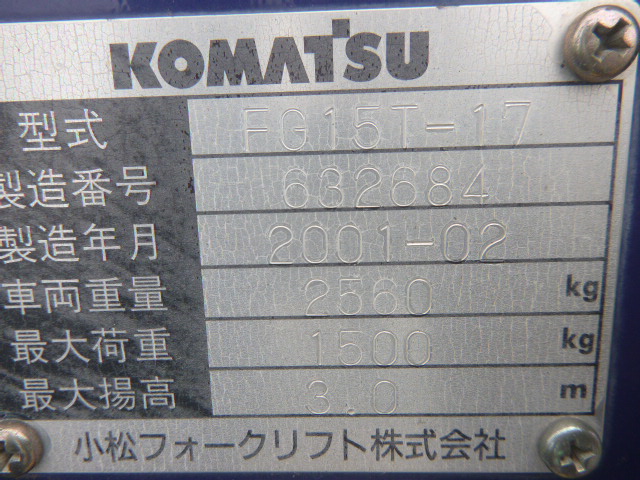 KOMATSU
型式 FG15T-17
製造番号 632684
製造年月 2001-02
車両重量 2560 kg
最大荷重 1500 kg
最大揚高 3.0 m
小松フォークリフト株式会社